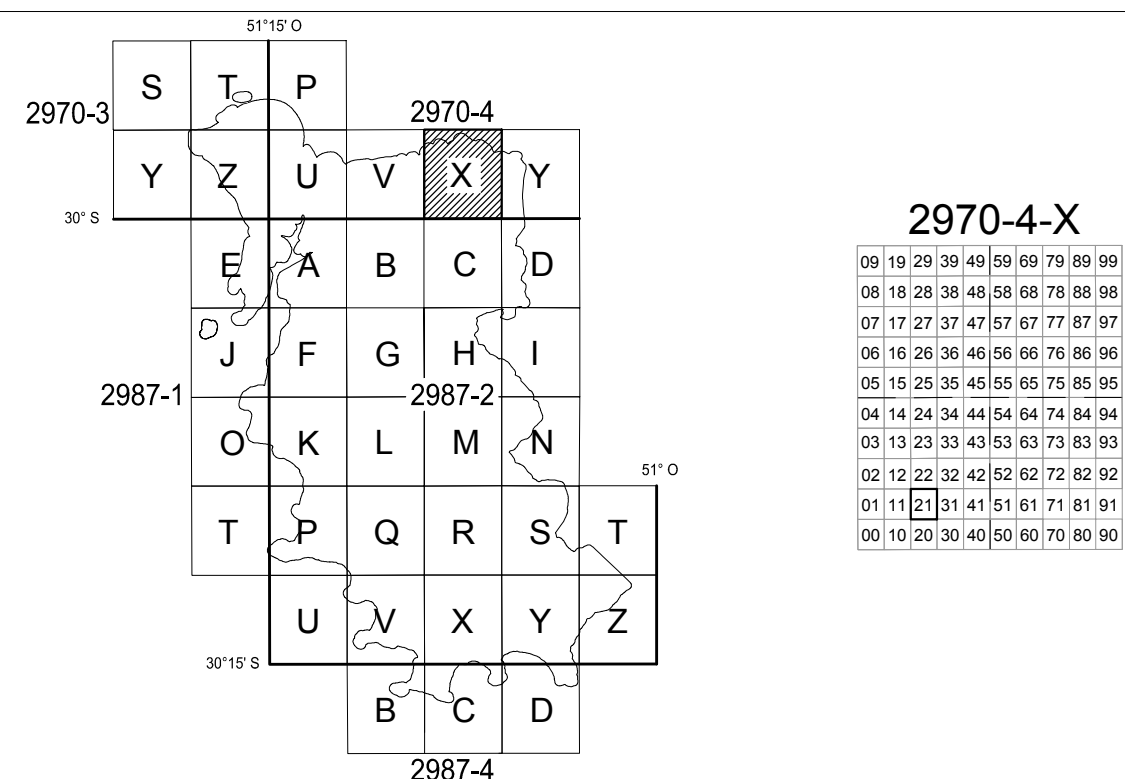 51°15' O
S T P
2970-3
2970-4
Y Z U V X Y
30° S
E A B C D
J F G H I
2987-1
2987-2
O K L M N
51° O
T P Q R S T
U V X Y Z
30°15' S
B C D
2987-4
2970-4-X
09 19 29 39 49 59 69 79 89 99
08 18 28 38 48 58 68 78 88 98
07 17 27 37 47 57 67 77 87 97
06 16 26 36 46 56 66 76 86 96
05 15 25 35 45 55 65 75 85 95
04 14 24 34 44 54 64 74 84 94
03 13 23 33 43 53 63 73 83 93
02 12 22 32 42 52 62 72 82 92
01 11 21 31 41 51 61 71 81 91
00 10 20 30 40 50 60 70 80 90